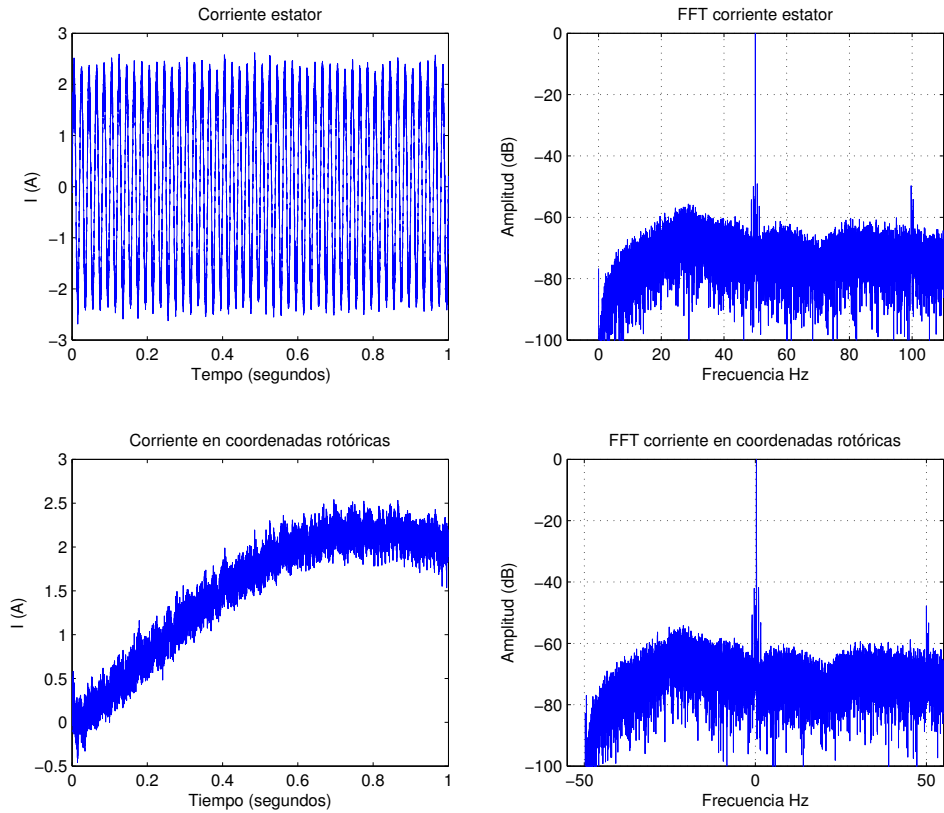 Corriente estator
3
2
1
0
−1
−2
−3
0 0.2 0.4 0.6 0.8 1
I (A)
Tempo (segundos)
FFT corriente estator
0
−20
−40
−60
−80
−100
0 20 40 60 80 100
Amplitud (dB)
Frecuencia Hz
Corriente en coordenadas rotóricas
3
2.5
2
1.5
1
0.5
0
−0.5
0 0.2 0.4 0.6 0.8 1
I (A)
Tiempo (segundos)
FFT corriente en coordenadas rotóricas
0
−20
−40
−60
−80
−100
−50 0 50
Amplitud (dB)
Frecuencia Hz